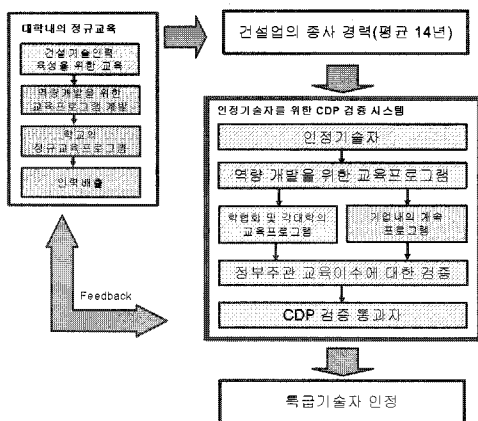 대학내의 정규교육
건설기술인력
육성을 위한 교육
역량개발을 위한
교육프로그램 개발
학교의
정규교육프로그램
인력배출
건설업의 종사 경력(평균 14년)
인정기술자를 위한 CDP 검증 시스템
인정기술자
역량 개발을 위한 교육프로그램
학협회 및 각대학의
교육프로그램
기업내의 계속
프로그램
정부주관 교육이수에 대한 검증
CDP 검증 통과자
Feedback
특급기술자 인정